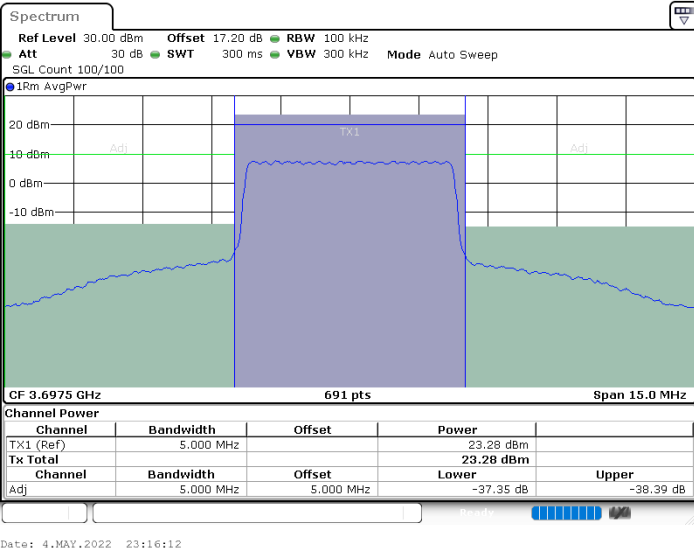 Spectrum
Ref Level 30.00 dBm Offset 17.20 dB RBW 100 kHz
Att 30 dB SWT 300 ms VBW 300 kHz Mode Auto Sweep
SGL Count 100/100
1Rm AvgPwr
20 dBm
TX1
Adj
Adj
10 dBm
0 dBm
-10 dBm
CF 3.6975 GHz 691 pts Span 15.0 MHz
Channel Power
Channel Bandwidth Offset Power
TX1 (Ref) 5.000 MHz 23.28 dBm
Tx Total 23.28 dBm
Channel Bandwidth Offset Lower Upper
Adj 5.000 MHz 5.000 MHz -37.35 dB -38.39 dB
Ready
Date: 4.MAY.2022 23:16:12